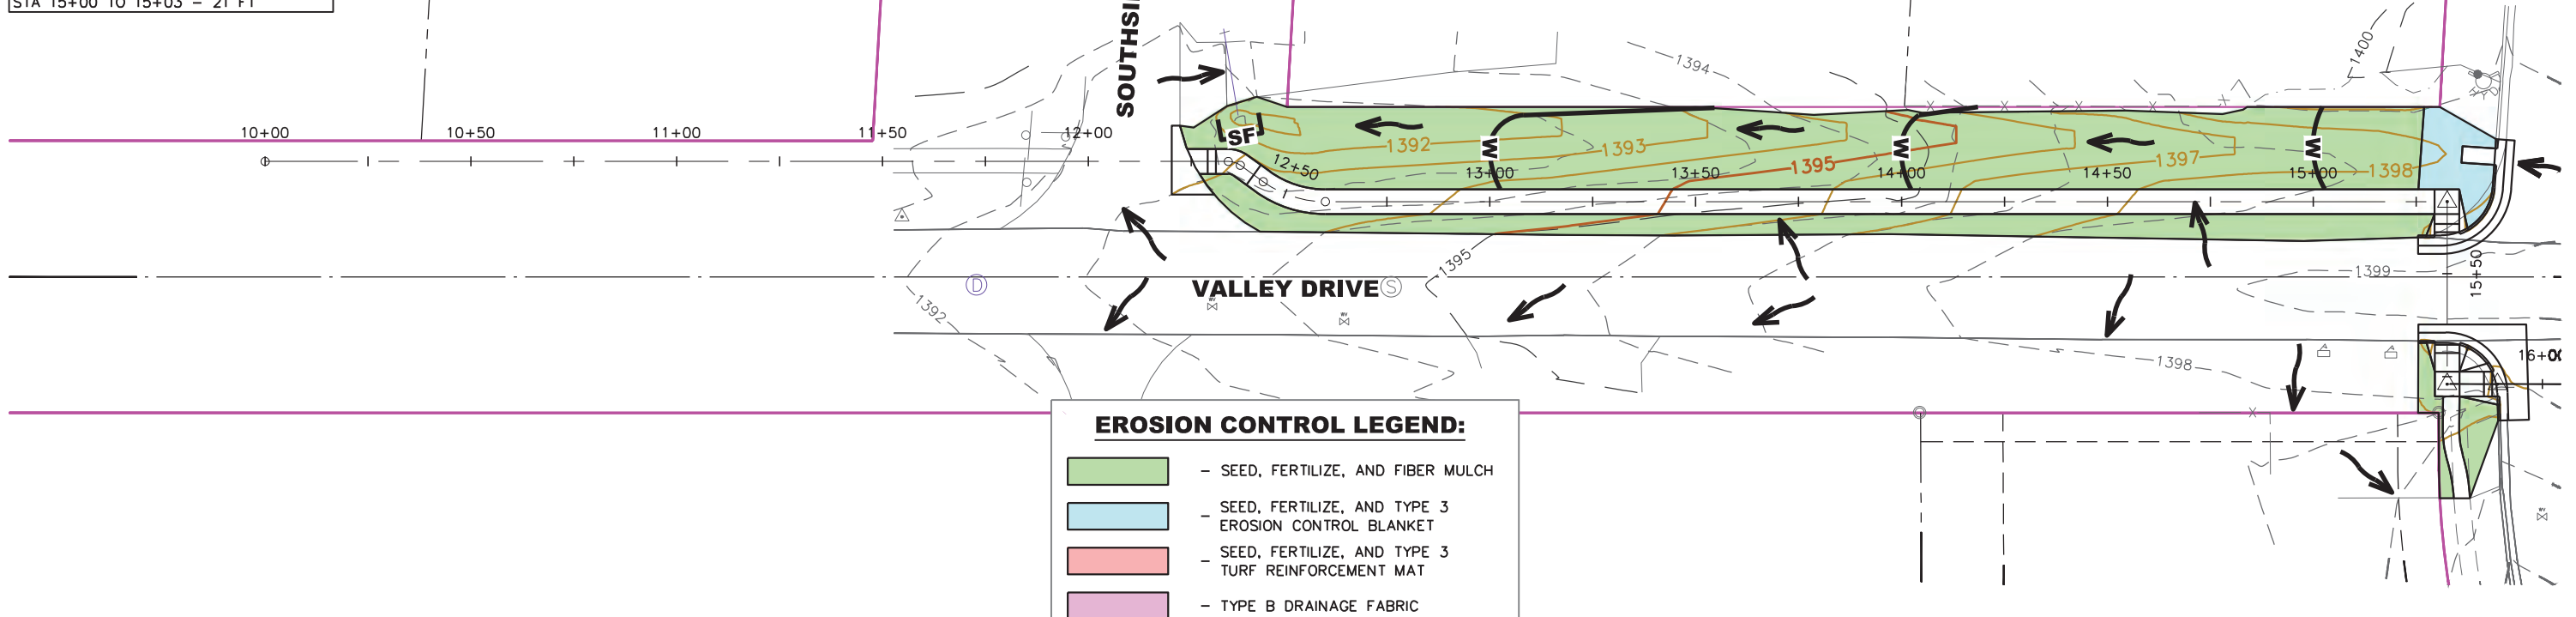 STA 15+00 TO 15+03 - 21 FT
SOUTHSI
1400
1394
10+00 10+50 11+00 11+50 12+00
SF
12+50
1392
W
13+00
1393
13+50
1395
W
14+00
14+50
1397
W
15+00
1398
1395
1399
15+50
VALLEY DRIVE
S
D
1392
1398
16+00
EROSION CONTROL LEGEND:
- SEED, FERTILIZE, AND FIBER MULCH
- SEED, FERTILIZE, AND TYPE 3
EROSION CONTROL BLANKET
- SEED, FERTILIZE, AND TYPE 3
TURF REINFORCEMENT MAT
- TYPE B DRAINAGE FABRIC